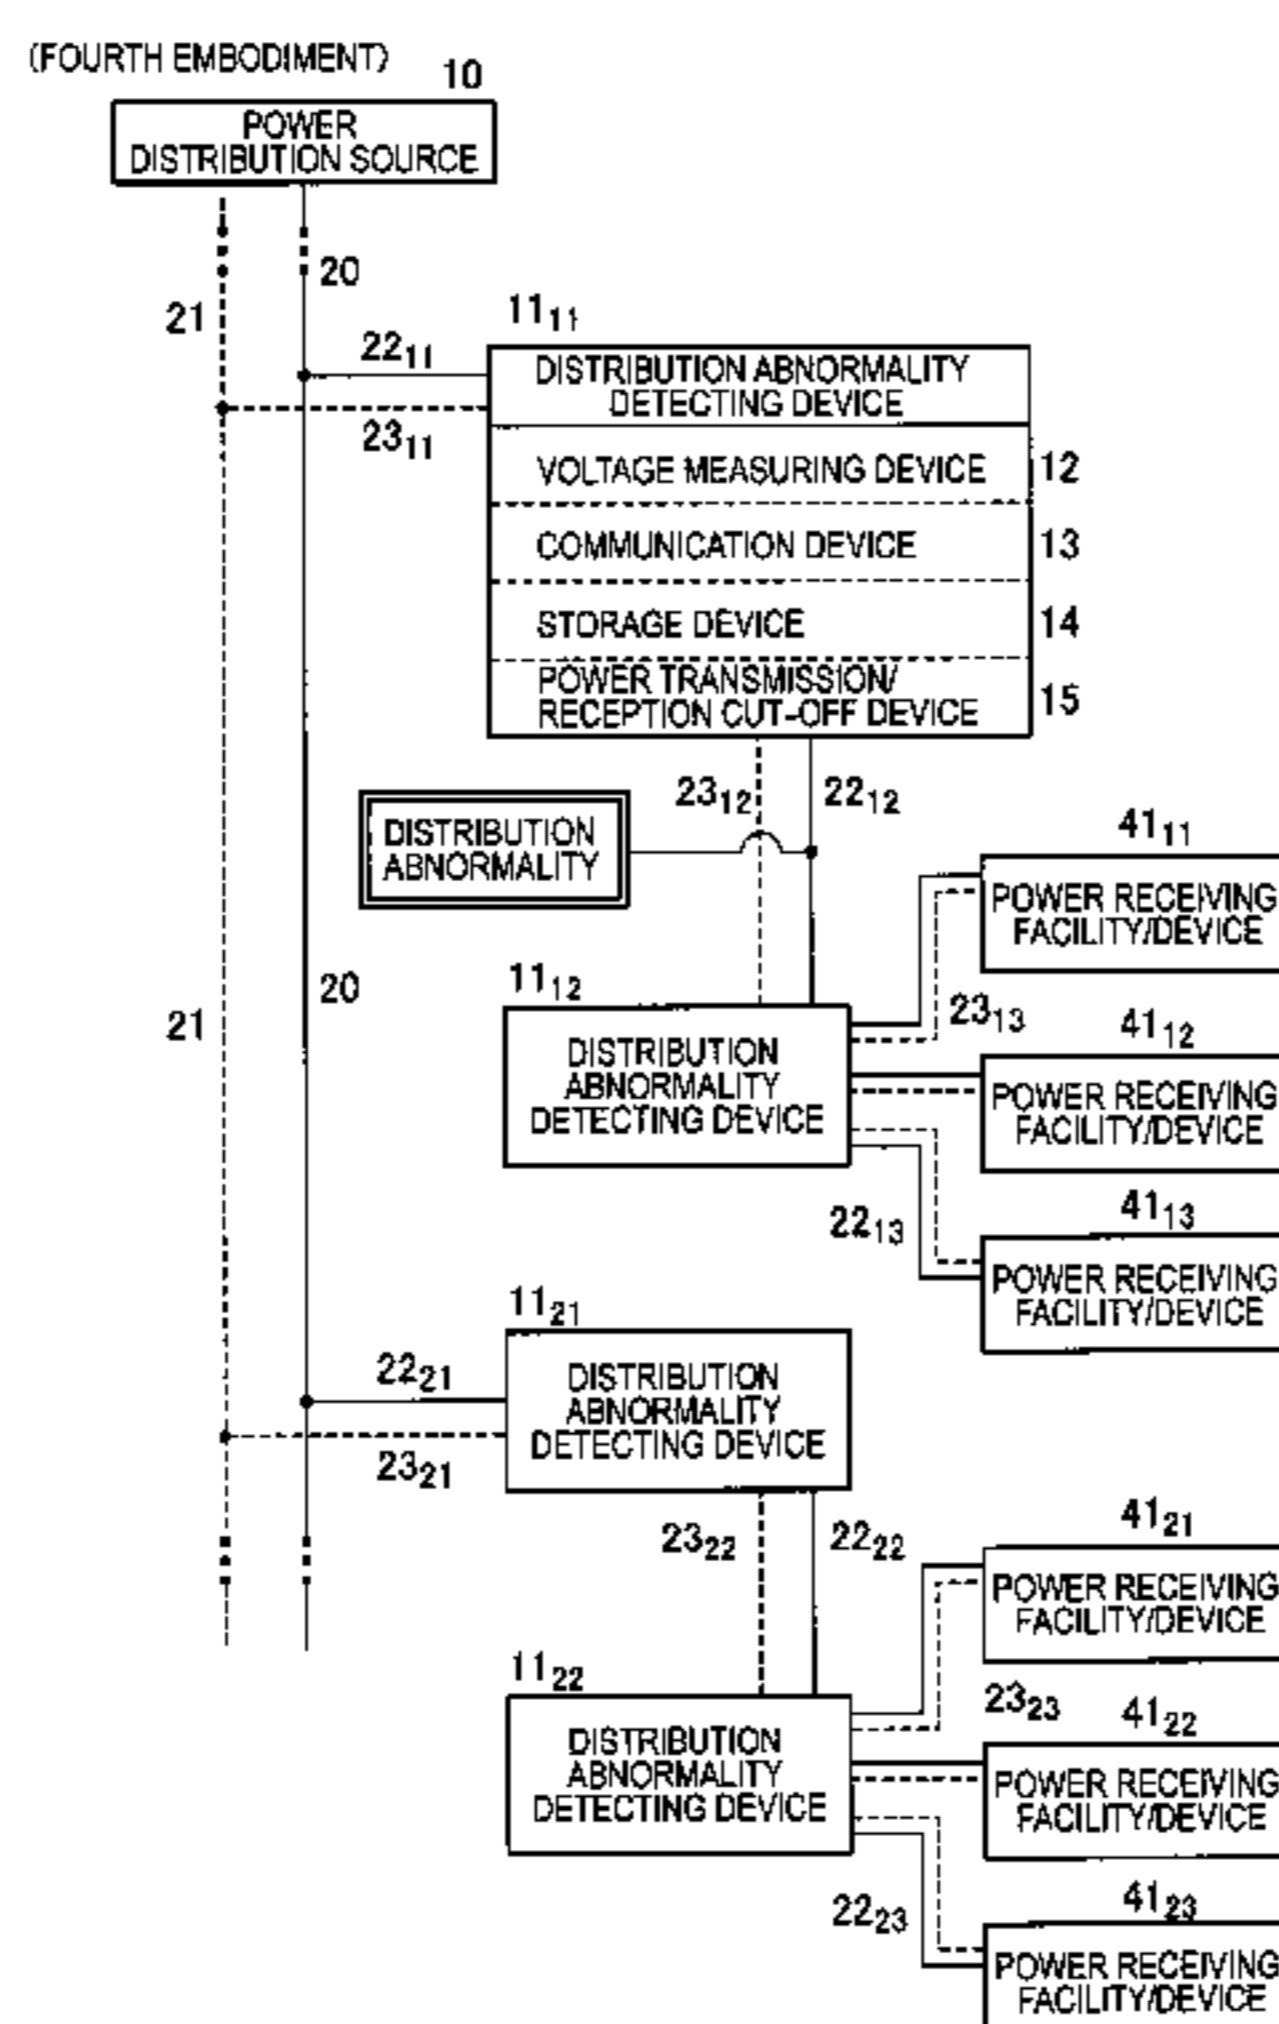 (FOURTH EMBODIMENT)
10
POWER
DISTRIBUTION SOURCE
20
21
11₁₁
22₁₁
DISTRIBUTION ABNORMALITY
DETECTING DEVICE
23₁₁
VOLTAGE MEASURING DEVICE 12
COMMUNICATION DEVICE 13
STORAGE DEVICE 14
POWER TRANSMISSION/
RECEPTION CUT-OFF DEVICE 15
23₁₂ 22₁₂
DISTRIBUTION
ABNORMALITY
41₁₁
POWER RECEIVING
FACILITY/DEVICE
11₁₂
20
21
23₁₃
DISTRIBUTION
ABNORMALITY
DETECTING DEVICE
41₁₂
POWER RECEIVING
FACILITY/DEVICE
22₁₃
41₁₃
POWER RECEIVING
FACILITY/DEVICE
11₂₁
22₂₁
DISTRIBUTION
ABNORMALITY
DETECTING DEVICE
23₂₁
23₂₂ 22₂₂
41₂₁
POWER RECEIVING
FACILITY/DEVICE
11₂₂
23₂₃
DISTRIBUTION
ABNORMALITY
DETECTING DEVICE
41₂₂
POWER RECEIVING
FACILITY/DEVICE
22₂₃
41₂₃
POWER RECEIVING
FACILITY/DEVICE